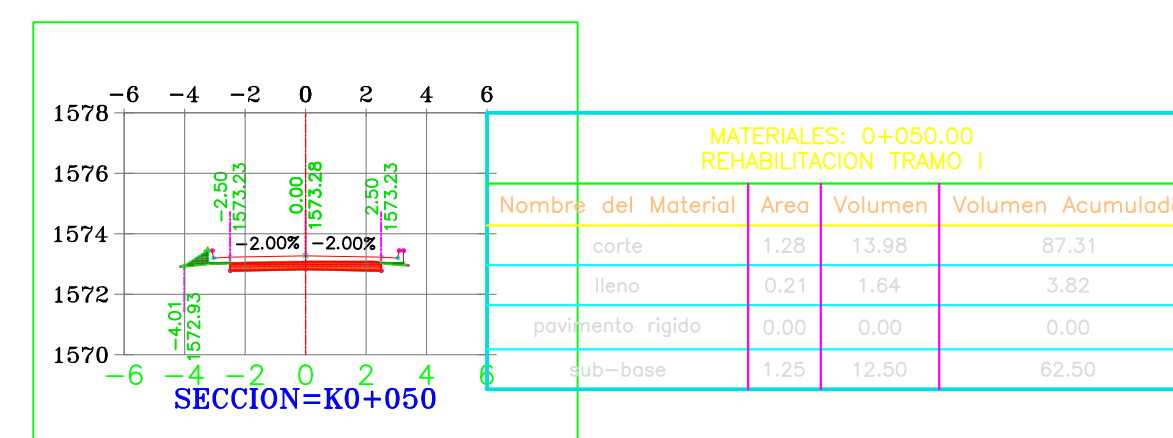 -6 -4 -2 0 2 4 6
1578
1576
1574
1572
1570
-2.50
1573.23
0.00
1573.28
2.50
1573.23
-2.00% -2.00%
-4.01
1572.93
-6 -4 -2 0 2 4 6
SECCION=K0+050
MATERIALES: 0+050.00
REHABILITACION TRAMO I
Nombre del Material Area Volumen Volumen Acumulado
corte 1.28 13.98 87.31
lleno 0.21 1.64 3.82
pavimento rigido 0.00 0.00 0.00
sub-base 1.25 12.50 62.50